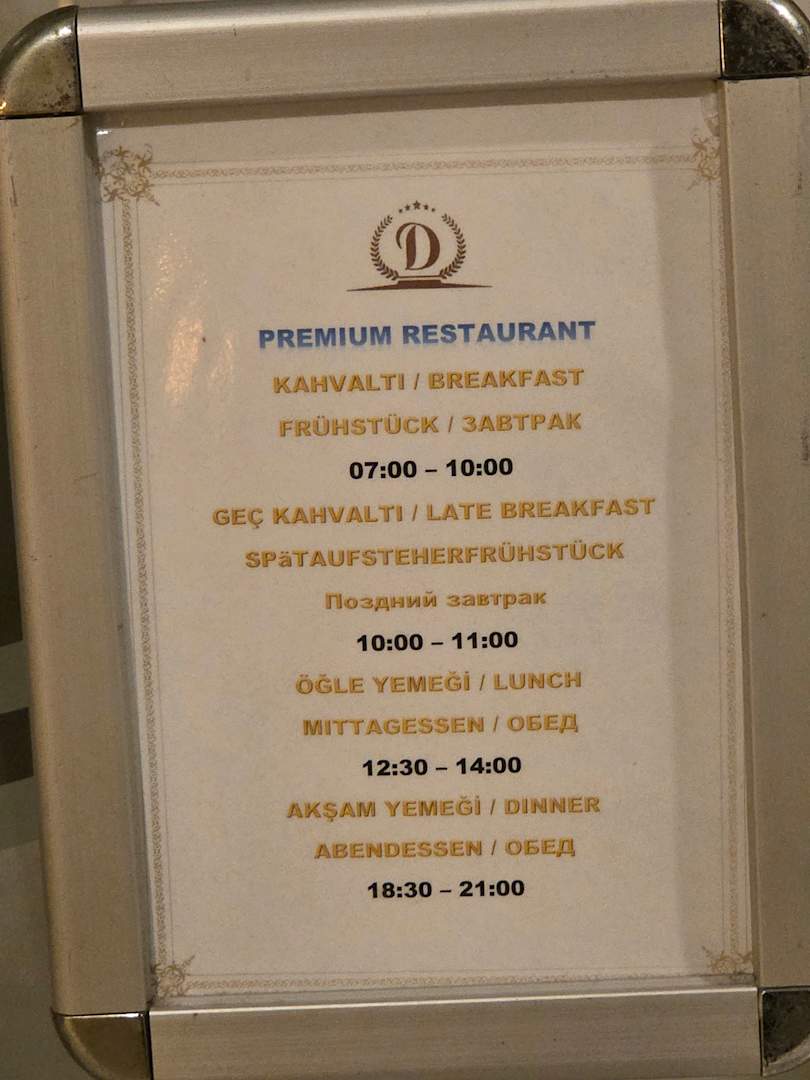 D
PREMIUM RESTAURANT
KAHVALTI / BREAKFAST
FRÜHSTÜCK / ЗАВТРАК
07:00 – 10:00
GEÇ KAHVALTI / LATE BREAKFAST
SPäTAUFSTEHERFRÜHSTÜCK
Поздний завтрак
10:00 – 11:00
ÖĞLE YEMEĞİ / LUNCH
MITTAGESSEN / ОБЕД
12:30 – 14:00
AKŞAM YEMEĞİ / DINNER
ABENDESSEN / ОБЕД
18:30 – 21:00